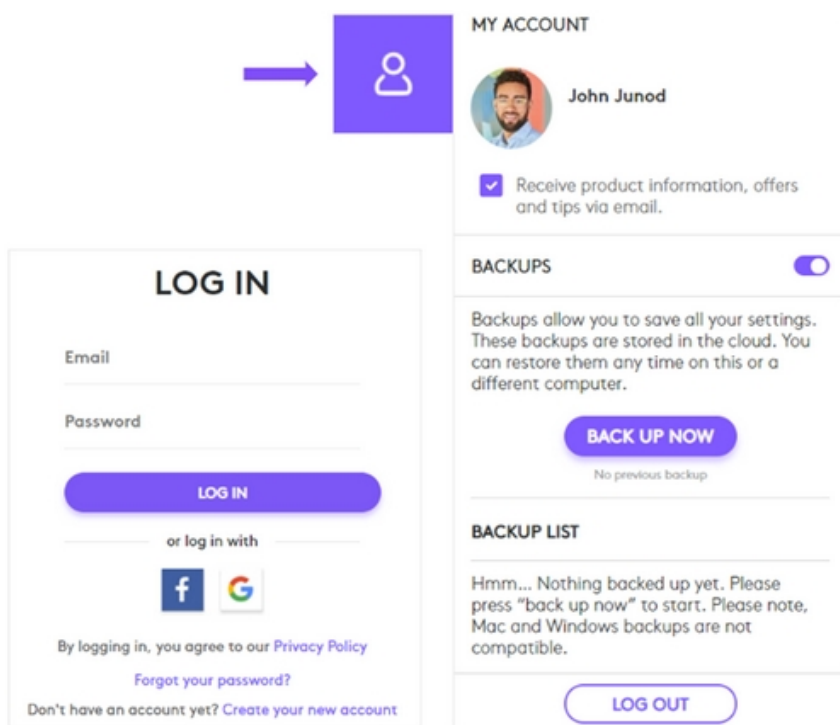 MY ACCOUNT
John Junod
Receive product information, offers
and tips via email.
BACKUPS
Backups allow you to save all your settings.
These backups are stored in the cloud. You
can restore them any time on this or a
different computer.
BACK UP NOW
No previous backup
BACKUP LIST
Hmm... Nothing backed up yet. Please
press “back up now” to start. Please note,
Mac and Windows backups are not
compatible.
LOG OUT
LOG IN
Email
Password
LOG IN
or log in with
f G
By logging in, you agree to our Privacy Policy
Forgot your password?
Don't have an account yet? Create your new account